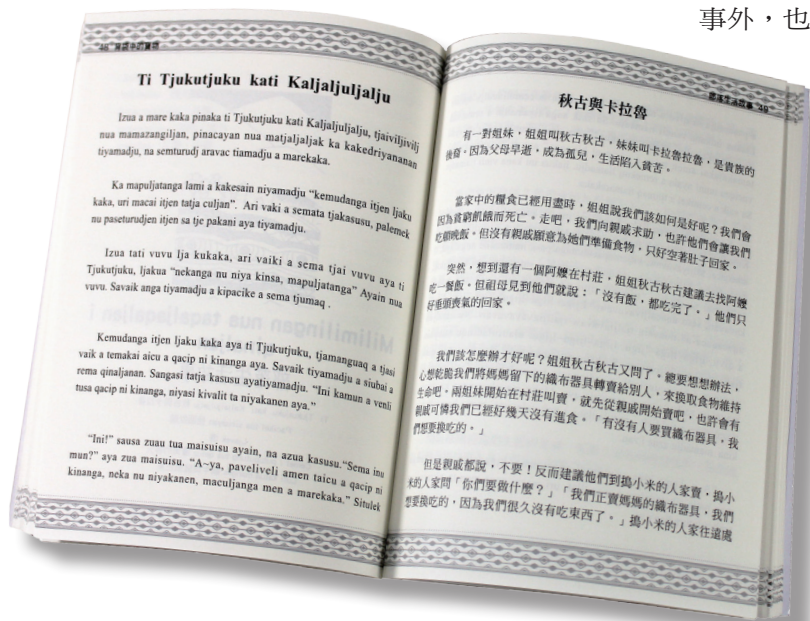 事外，也
48 背袋中的寶物
Ti Tjukutjuku kati Kaljaljuljalju
Izua a mare kaka pinaka ti Tjukutjuku kati Kaljaljuljalju, tjaiviljivilj
nua mamazangiljan, pinacayan nua matjaljaljak ka kakedriyananan
tiyamadju, na semturudj aravac tiamadju a marekaka.
Ka mapuljatanga lami a kakesain niyamadju “kemudanga itjen ljaku
kaka, uri macai itjen tatja culjan”. Ari vaki a semata tjakasusu, palemek
nu paseturudjen itjen sa tje pakani aya tiyamadju.
Izua tati vuvu lja kukaka, ari vaiki a sema tjai vuvu aya ti
Tjukutjuku, ljakua “nekanga nu niya kinsa, mapuljatanga” Ayain nua
vuvu. Savaik anga tiyamadju a kipacike a sema tjumaq .
Kemudanga itjen ljaku kaka aya ti Tjukutjuku, tjamanguaq a tjasi
vaik a temakai aicu a qacip ni kinanga aya. Savaik tiyamadju a siubai a
rema qinaljanan. Sangasi tatja kasusu ayatiyamadju. “Ini kamun a venli
tusa qacip ni kinanga, niyasi kivalit ta niyakanen aya.”
“Ini!” sausa zuau tua maisuisu ayain, na azua kasusu.“Sema inu
mun?” aya zua maisuisu. “A~ya, paveliveli amen taicu a qacip ni
kinanga, neka nu niyakanen, maculjanga men a marekaka.” Situlek
部落生活故事 49
秋古與卡拉魯
有一對姐妹，姐姐叫秋古秋古，妹妹叫卡拉魯拉魯，是貴族的
後裔。因為父母早逝，成為孤兒，生活陷入貧苦。
當家中的糧食已經用盡時，姐姐說我們該如何是好呢？我們會
因為貧窮飢餓而死亡。走吧，我們向親戚求助，也許他們會讓我們
吃頓晚飯。但沒有親戚願意為她們準備食物，只好空著肚子回家。
突然，想到還有一個阿嬤在村莊，姐姐秋古秋古建議去找阿嬤
吃一餐飯。但祖母見到他們就說：「沒有飯，都吃完了。」他們只
好垂頭喪氣的回家。
我們該怎麼辦才好呢？姐姐秋古秋古又問了。總要想想辦法，
心想乾脆我們將媽媽留下的織布器具轉賣給別人，來換取食物維持
生命吧。兩姐妹開始在村莊叫賣，就先從親戚開始賣吧，也許會有
親戚可憐我們已經好幾天沒有進食。「有沒有人要買織布器具，我
們想要換吃的。」
但是親戚都說，不要！反而建議他們到搗小米的人家賣，搗小
米的人家問「你們要做什麼？」「我們正賣媽媽的織布器具，我們
想要換吃的，因為我們很久沒有吃東西了。」搗小米的人家往遠處